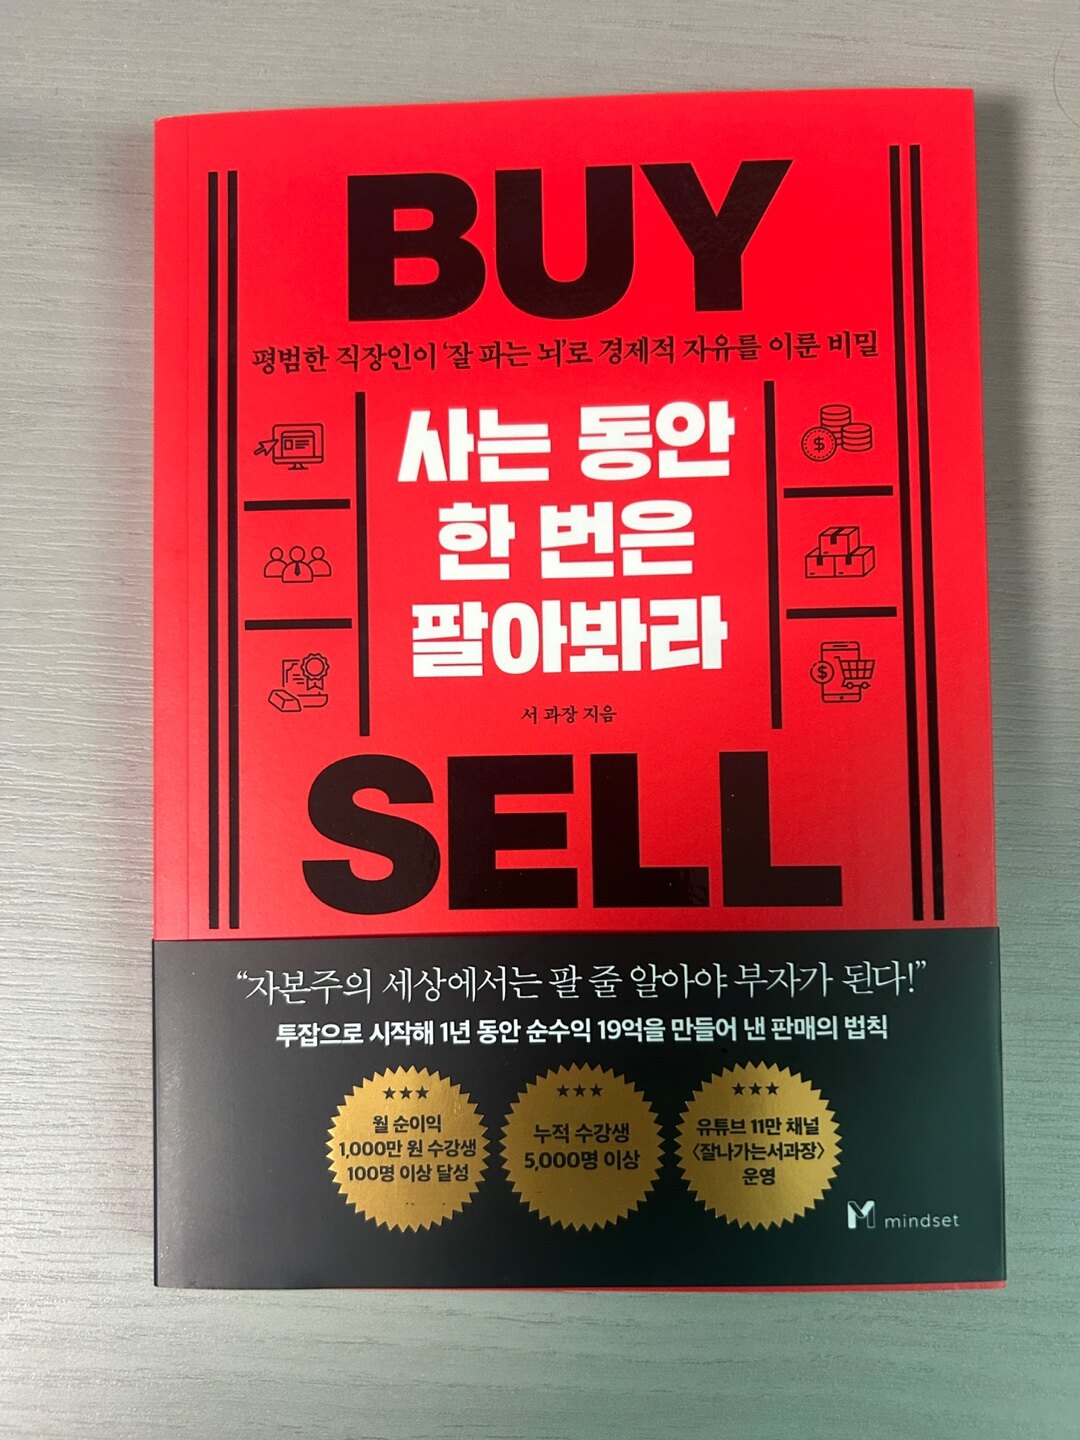 BUY
평범한 직장인이 ‘잘 파는 뇌’로 경제적 자유를 이룬 비밀
사는 동안
한 번은
팔아봐라
서 과장 지음
SELL
“자본주의 세상에서는 팔 줄 알아야 부자가 된다!”
투잡으로 시작해 1년 동안 순수익 19억을 만들어 낸 판매의 법칙
월 순이익
1,000만 원 수강생
100명 이상 달성
누적 수강생
5,000명 이상
유튜브 11만 채널
〈잘나가는서과장〉
운영
mindset